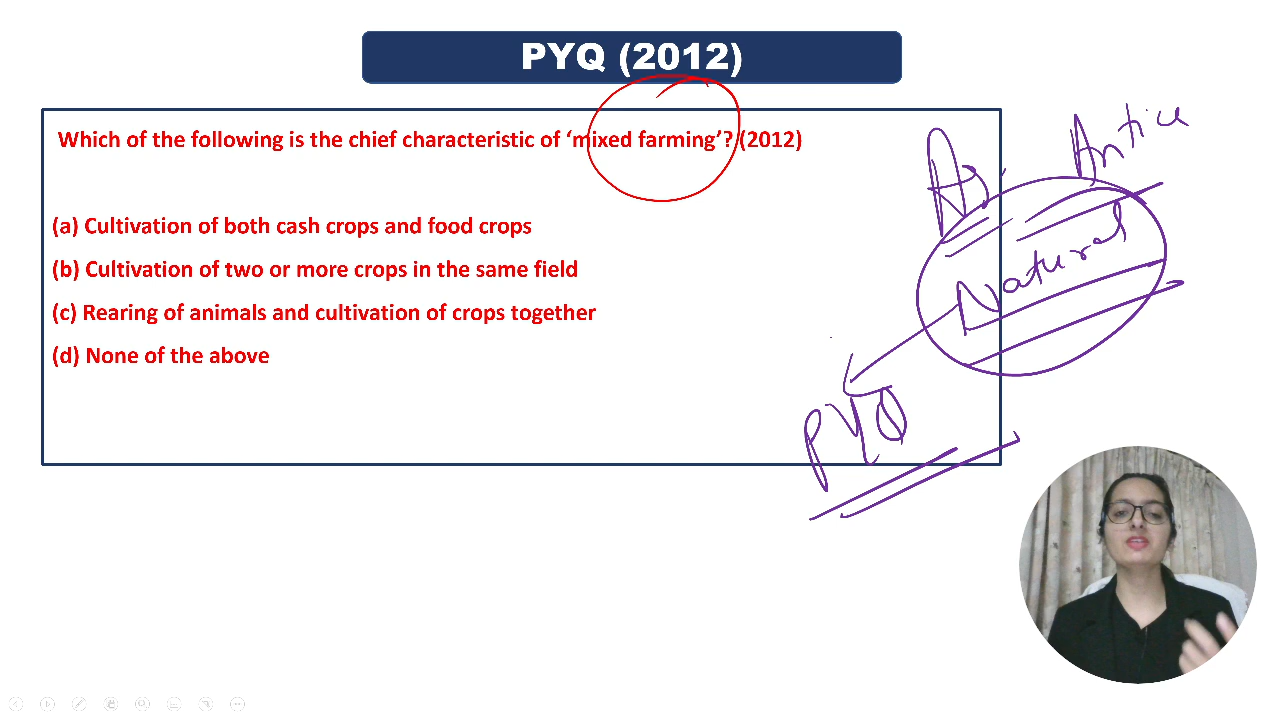 PYQ (2012)
Which of the following is the chief characteristic of ‘mixed farming’? (2012)
(a) Cultivation of both cash crops and food crops
(b) Cultivation of two or more crops in the same field
(c) Rearing of animals and cultivation of crops together
(d) None of the above
Natural
PYQ